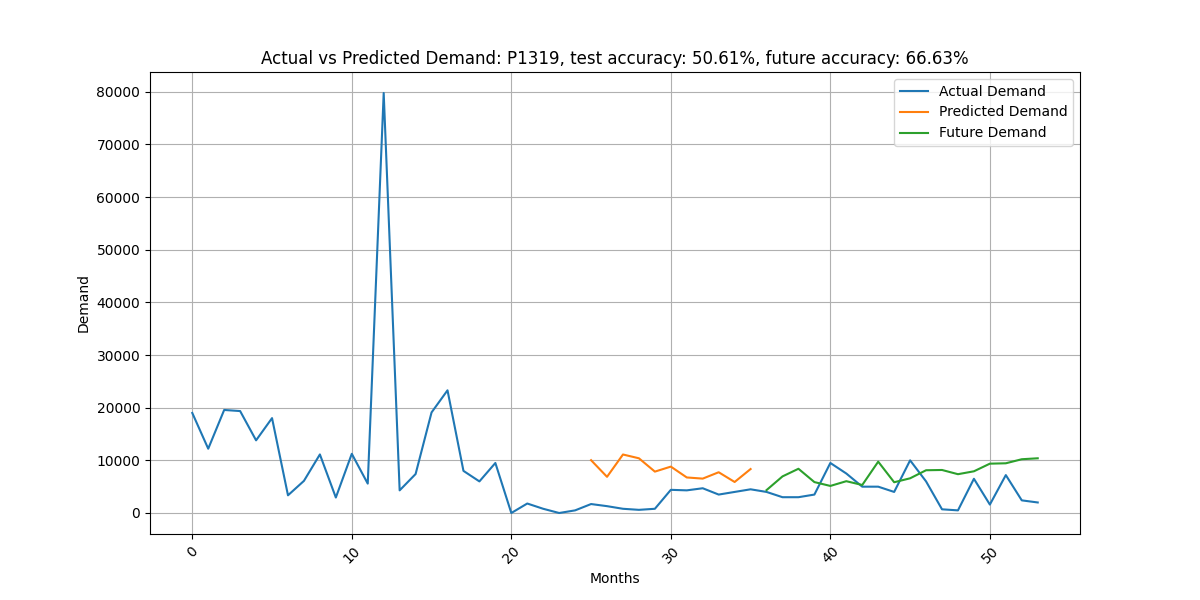 Actual vs Predicted Demand: P1319, test accuracy: 50.61%, future accuracy: 66.63%
Actual Demand
Predicted Demand
Future Demand
80000
70000
60000
50000
40000
30000
20000
10000
0
Demand
0
10
20
30
40
50
Months